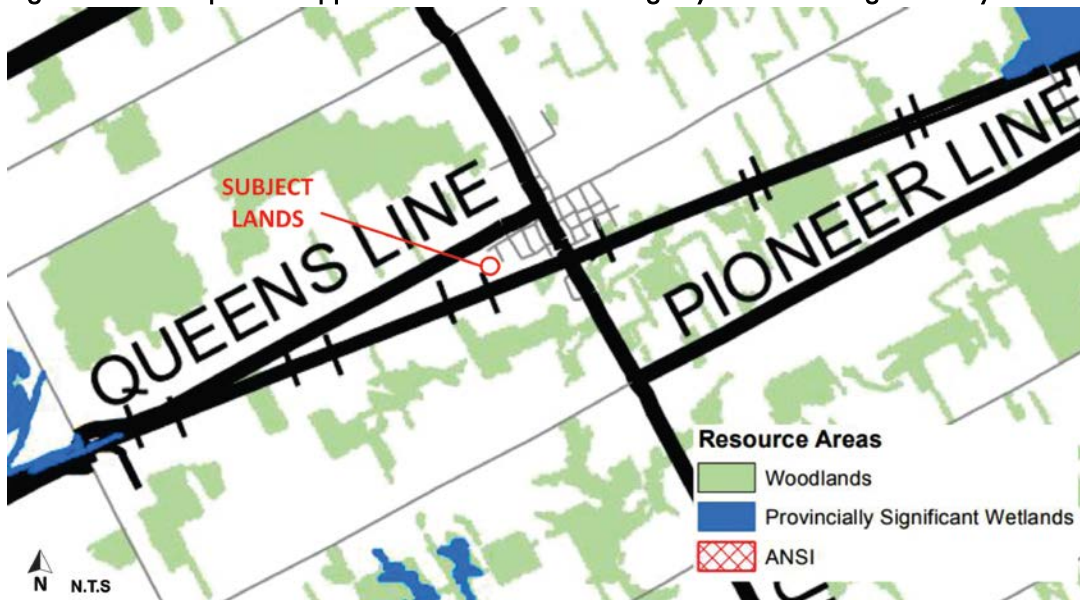 SUBJECT
LANDS
QUEENS LINE
PIONEER LINE
Resource Areas
Woodlands
Provincially Significant Wetlands
ANSI
N
N.T.S